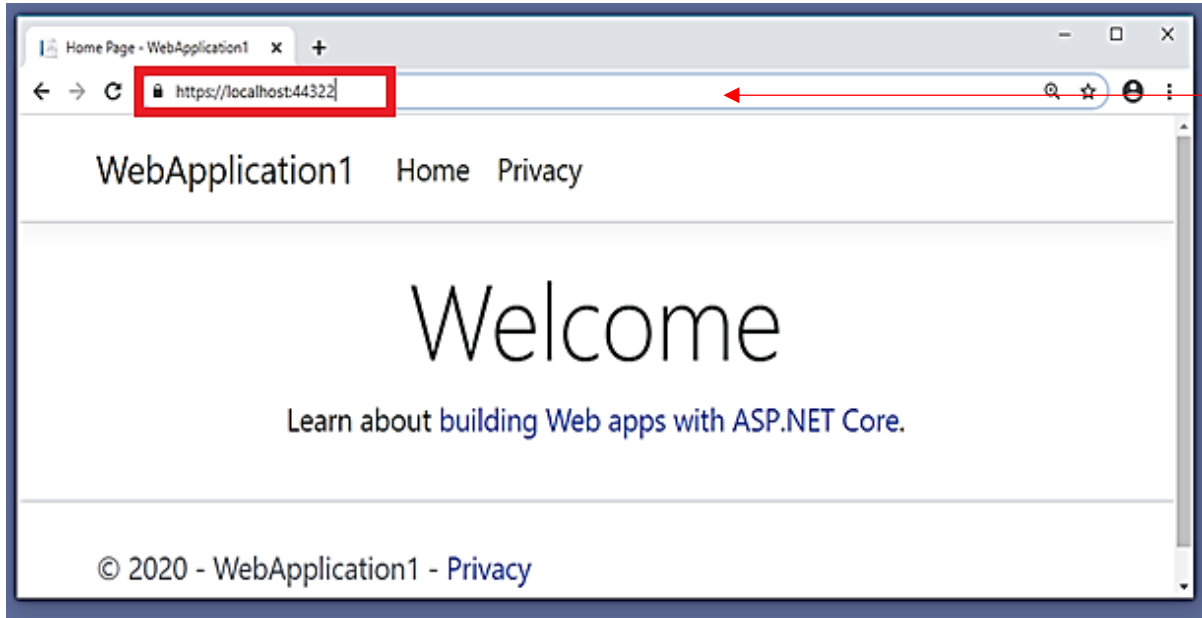 Home Page - WebApplication1
https://localhost:44322
WebApplication1 Home Privacy
Welcome
Learn about building Web apps with ASP.NET Core.
© 2020 - WebApplication1 - Privacy